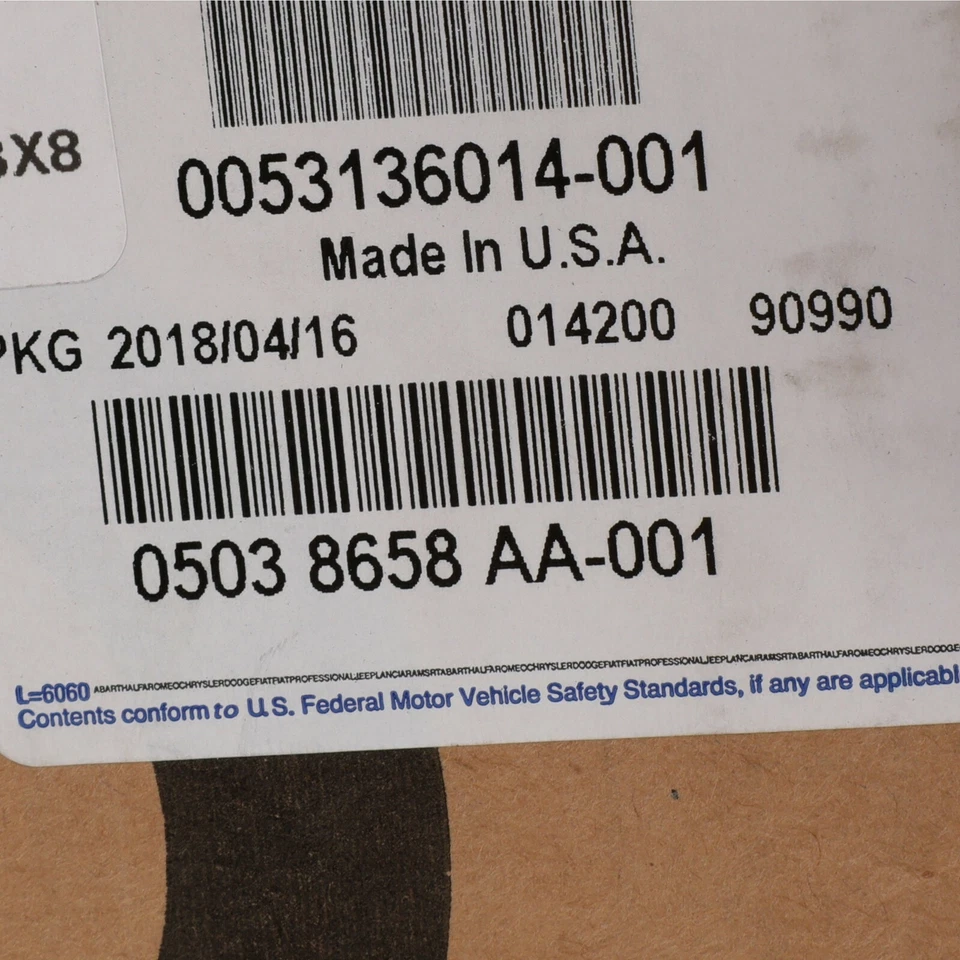 X8
0053136014-001
Made In U.S.A.
PKG 2018/04/16 014200 90990
0503 8658 AA-001
L=6060 ABARTHALFAROMEOCHRYSLERDODGEFIATFIATPROFESSIONALJEEPLANCIARAMSRTABARTHALFAROMEOCHRYSLERDODGEFIATFIATPROFESSIONALJEEPLANCIARAMSRTABARTHALFAROMEOCHRYSLERDODGE
Contents conform to U.S. Federal Motor Vehicle Safety Standards, if any are applicabl